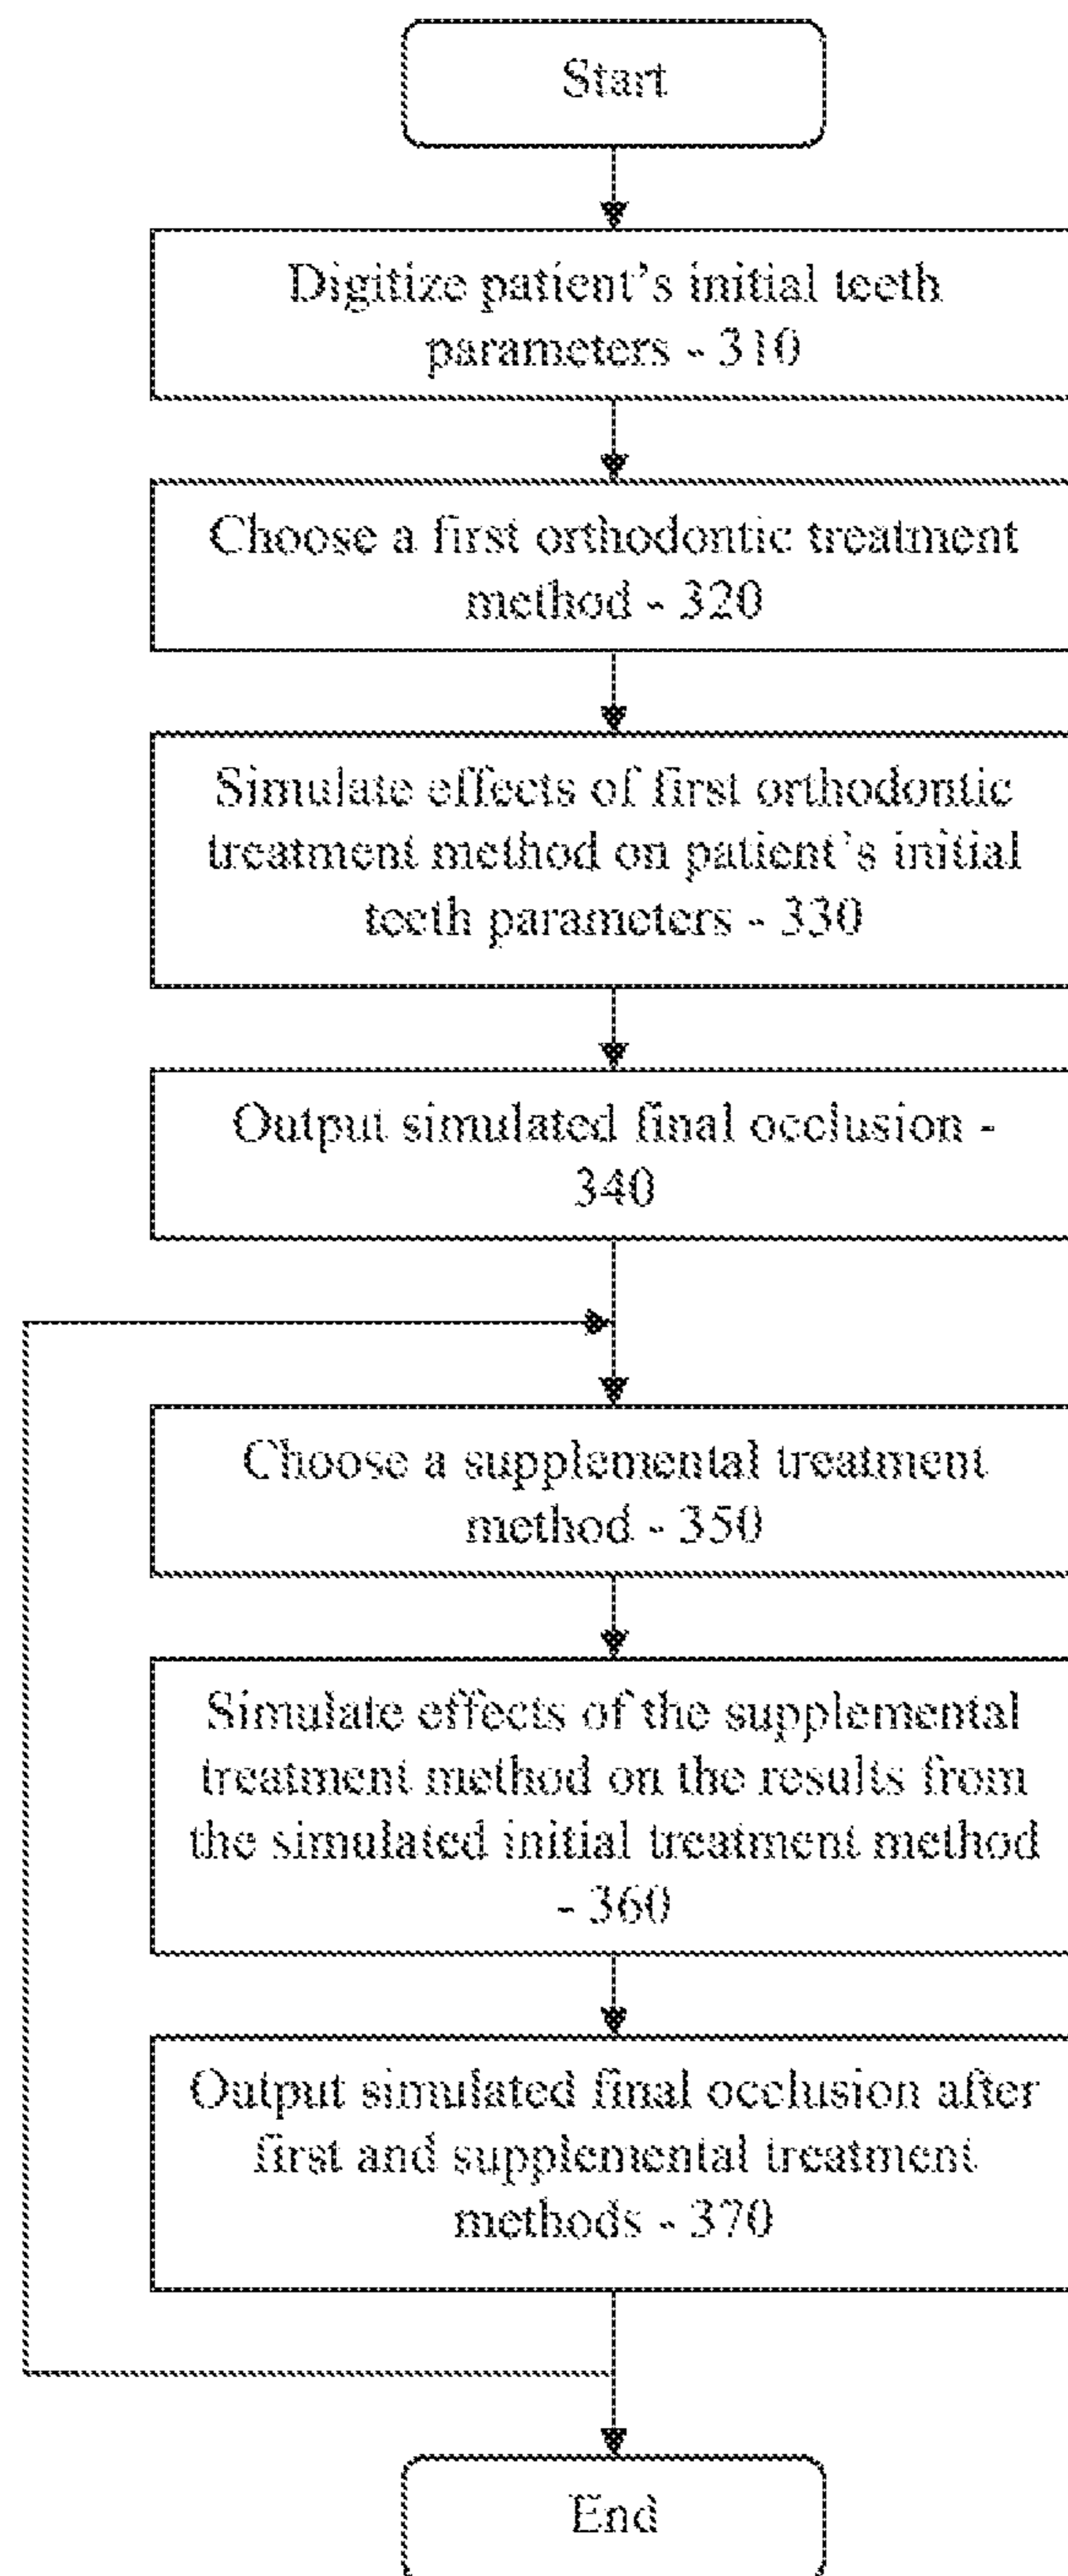 Start
Digitize patient's initial teeth
parameters - 310
Choose a first orthodontic treatment
method - 320
Simulate effects of first orthodontic
treatment method on patient's initial
teeth parameters - 330
Output simulated final occlusion -
340
Choose a supplemental treatment
method - 350
Simulate effects of the supplemental
treatment method on the results from
the simulated initial treatment method
- 360
Output simulated final occlusion after
first and supplemental treatment
methods - 370
End